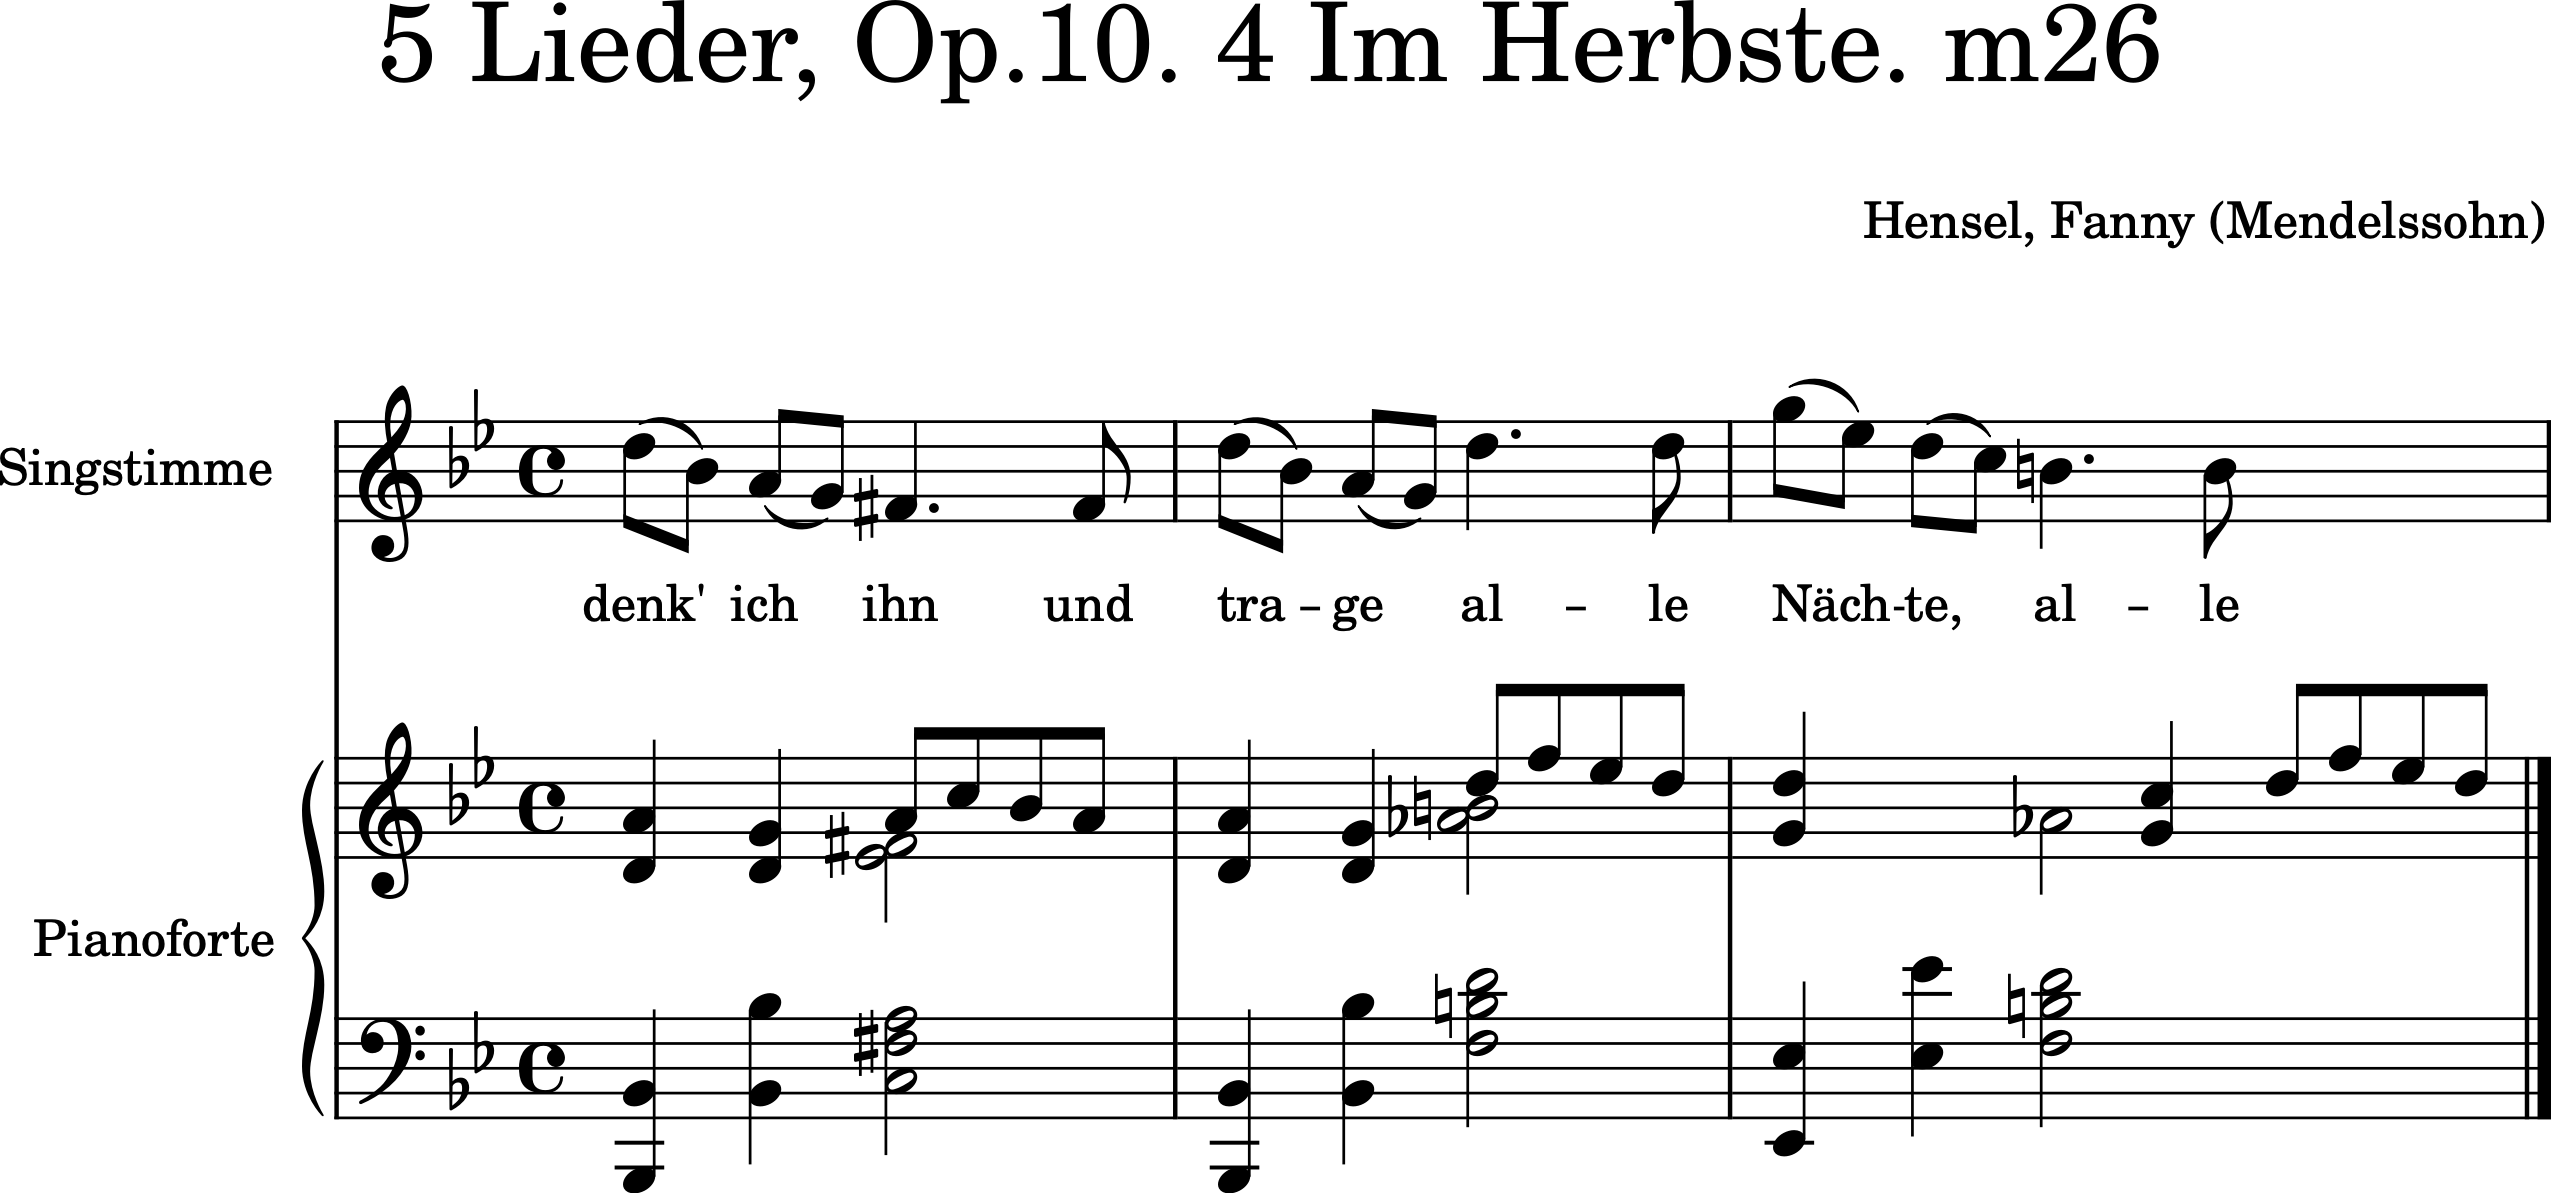 5 Lieder, Op.10. 4 Im Herbste. m26
Hensel, Fanny (Mendelssohn)
Singstimme
denk' ich ihn und tra – ge al – le Näch-te, al – le
Pianoforte